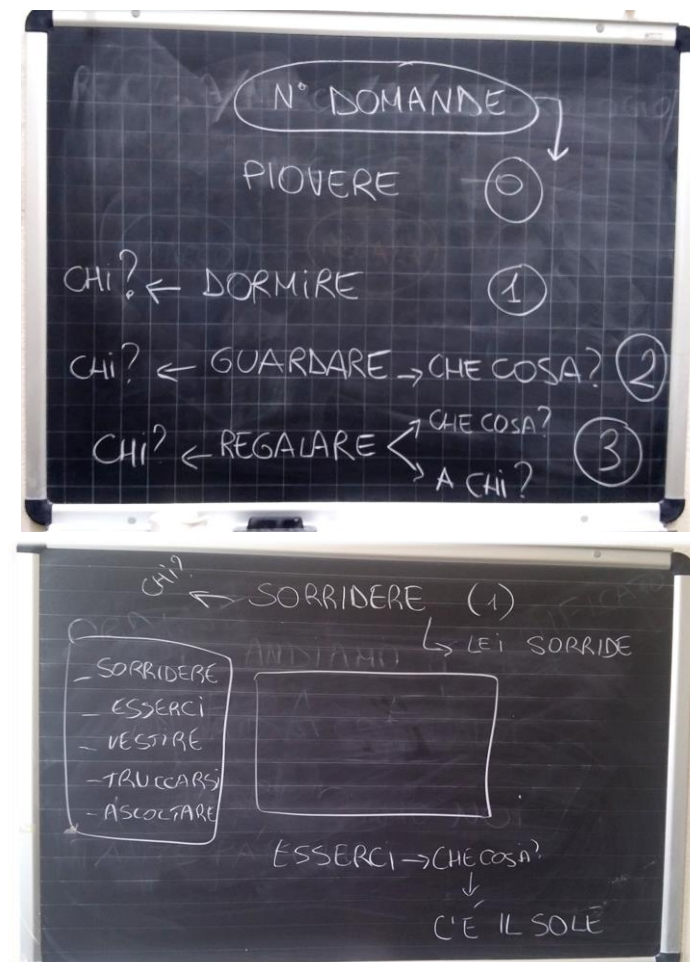 N° DOMANDE
PIOVERE 0
CHI? ← DORMIRE 1
CHI? ← GUARDARE → CHE COSA? 2
CHI? ← REGALARE CHE COSA? 3
A CHI?
CHI? ← SORRIDERE (1)
LEI SORRIDE
ANDIAMO
- SORRIDERE
- ESSERCI
- VESTIRE
- TRUCCARSI
- ASCOLTARE
ESSERCI → CHE COSA?
↓
C'È IL SOLE